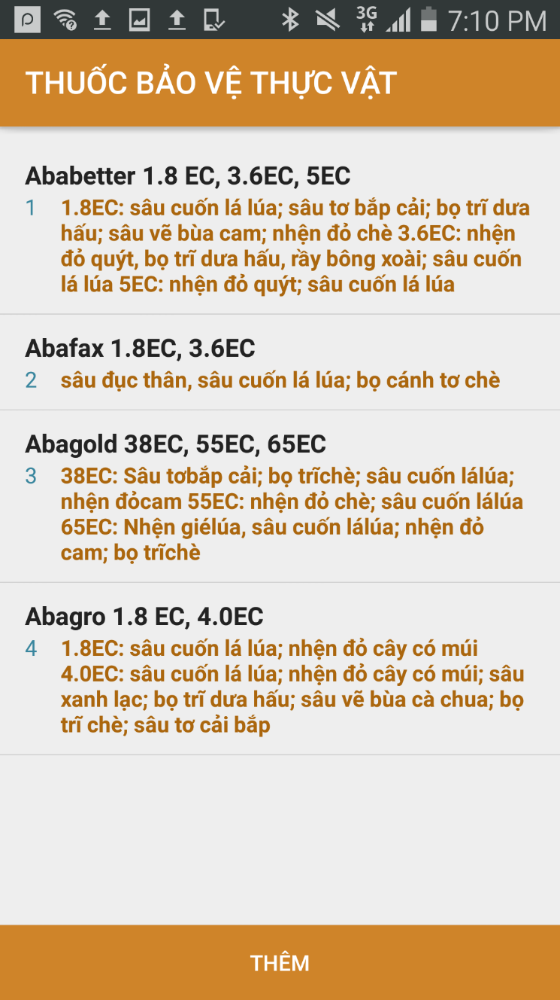 3G
7:10 PM
THUỐC BẢO VỆ THỰC VẬT
Ababetter 1.8 EC, 3.6EC, 5EC
1 1.8EC: sâu cuốn lá lúa; sâu tơ bắp cải; bọ trĩ dưa
hấu; sâu vẽ bùa cam; nhện đỏ chè 3.6EC: nhện
đỏ quýt, bọ trĩ dưa hấu, rầy bông xoài; sâu cuốn
lá lúa 5EC: nhện đỏ quýt; sâu cuốn lá lúa
Abafax 1.8EC, 3.6EC
2 sâu đục thân, sâu cuốn lá lúa; bọ cánh tơ chè
Abagold 38EC, 55EC, 65EC
3 38EC: Sâu tơbắp cải; bọ trĩchè; sâu cuốn lálúa;
nhện đỏcam 55EC: nhện đỏ chè; sâu cuốn lálúa
65EC: Nhện giélúa, sâu cuốn lálúa; nhện đỏ
cam; bọ trĩchè
Abagro 1.8 EC, 4.0EC
4 1.8EC: sâu cuốn lá lúa; nhện đỏ cây có múi
4.0EC: sâu cuốn lá lúa; nhện đỏ cây có múi; sâu
xanh lạc; bọ trĩ dưa hấu; sâu vẽ bùa cà chua; bọ
trĩ chè; sâu tơ cải bắp
THÊM